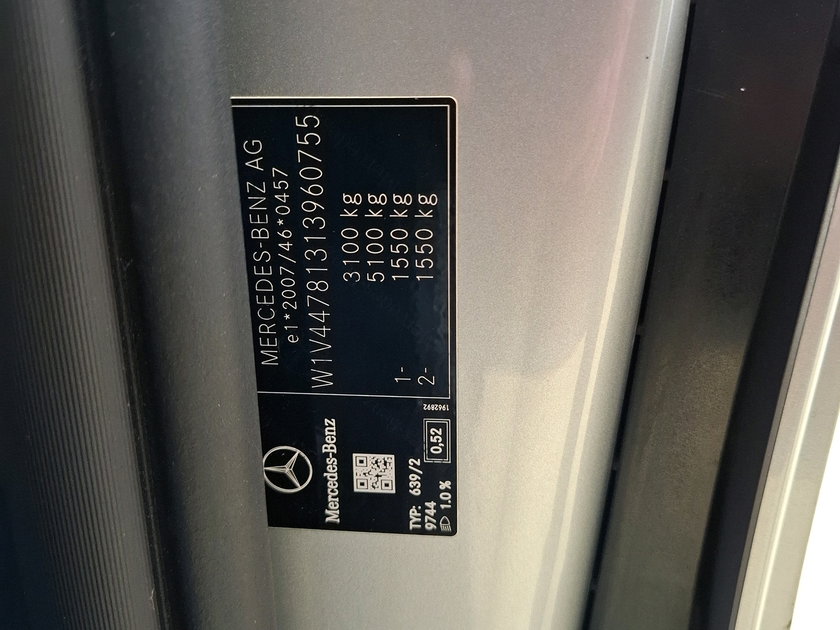 MERCEDES-BENZ AG
e1*2007/46*0457
W1V44781313960755
3100 kg
5100 kg
1- 1550 kg
2- 1550 kg
Mercedes-Benz
TYP: 639/2
9744
1.0 %
0,52
1962892